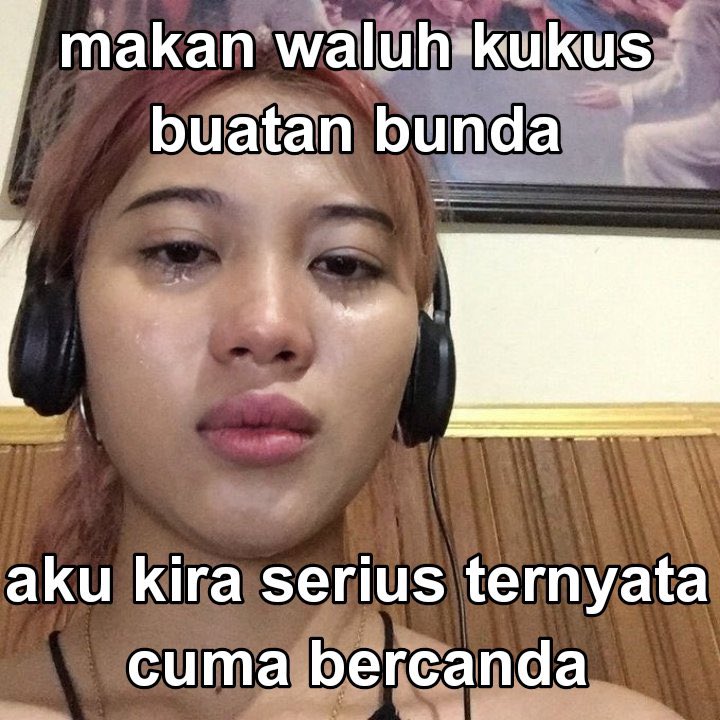 makan waluh kukus
buatan bunda
aku kira serius ternyata
cuma bercanda